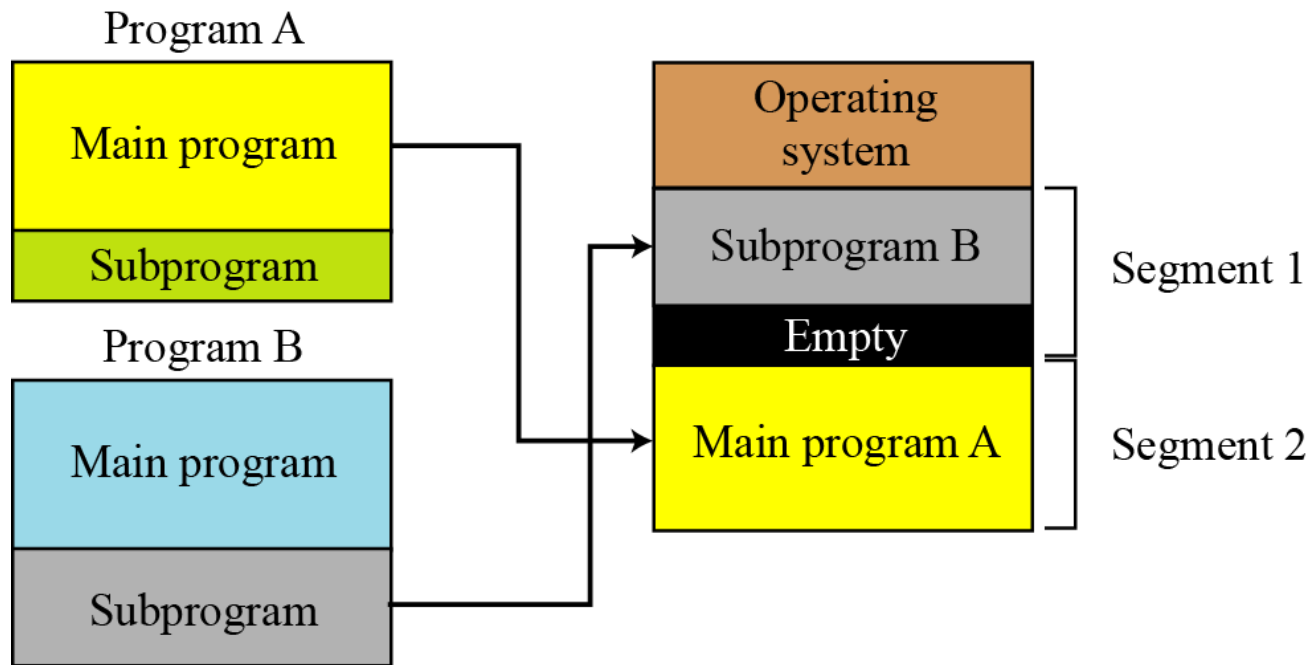 Program A
Main program
Subprogram
Program B
Main program
Subprogram
Operating
system
Subprogram B
Empty
Main program A
Segment 1
Segment 2